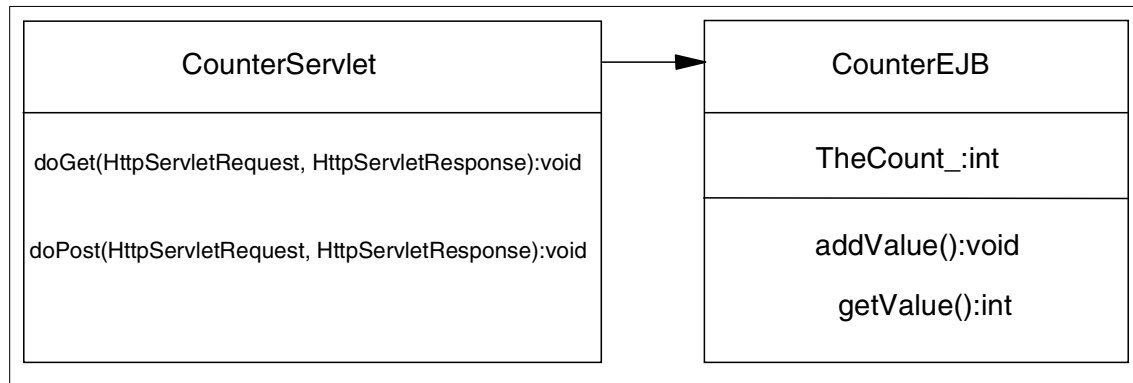 CounterServlet
doGet(HttpServletRequest, HttpServletResponse):void
doPost(HttpServletRequest, HttpServletResponse):void
CounterEJB
TheCount_:int
addValue():void
getValue():int